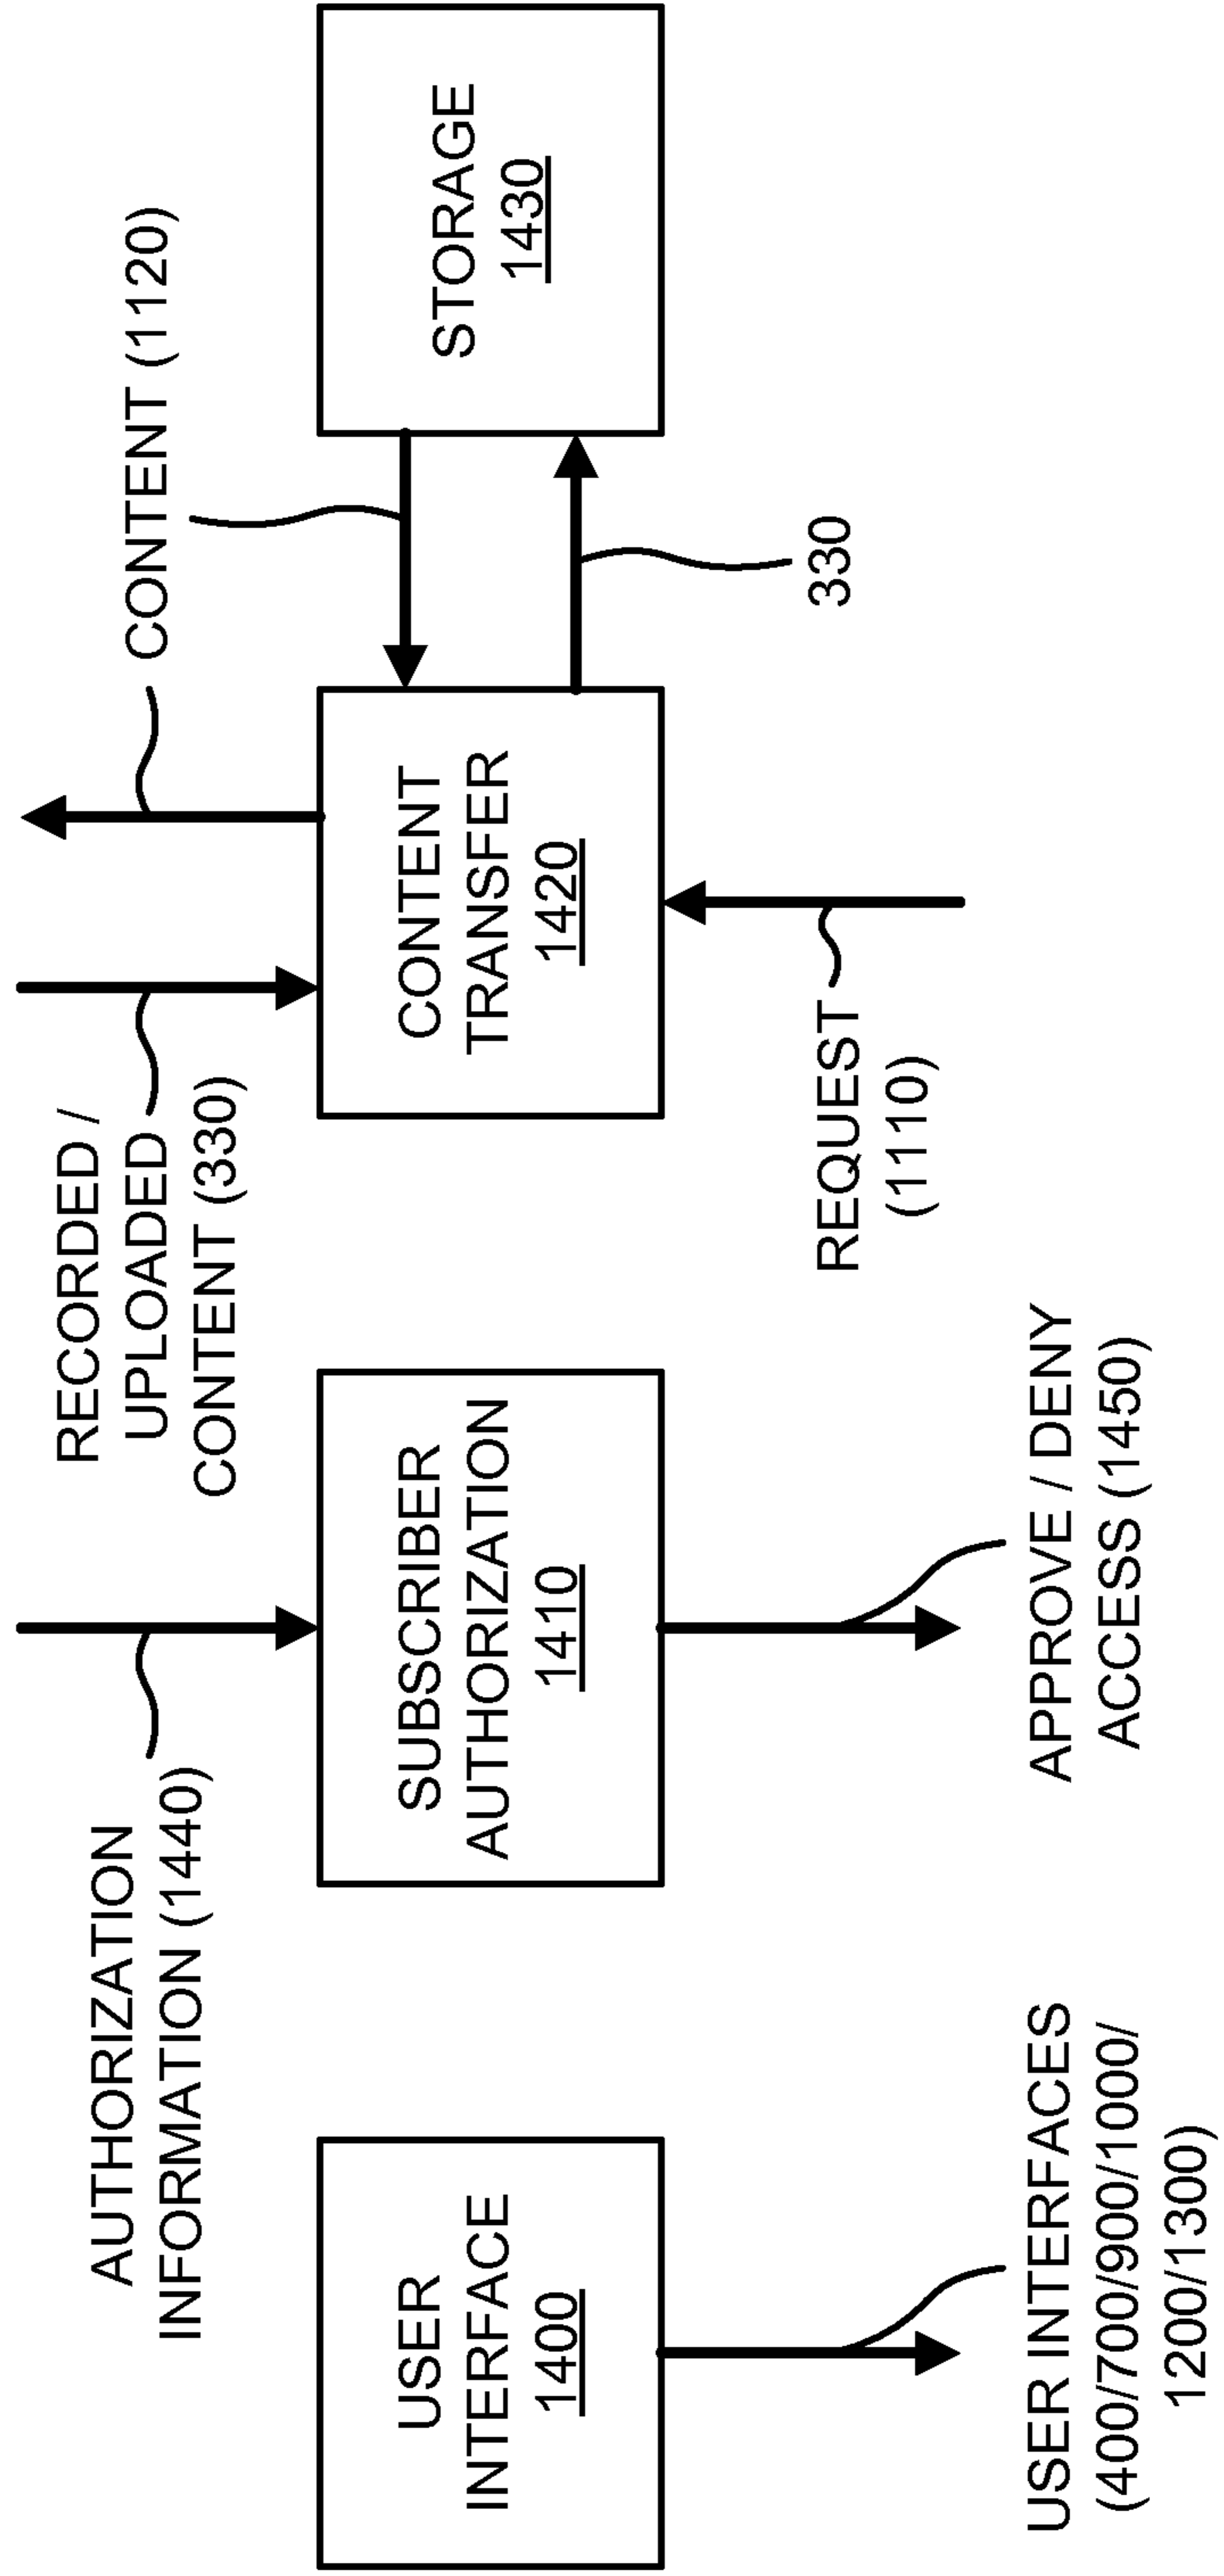 AUTHORIZATION
INFORMATION (1440)
RECORDED /
UPLOADED
CONTENT (330)
CONTENT (1120)
USER
INTERFACE
1400
SUBSCRIBER
AUTHORIZATION
1410
CONTENT
TRANSFER
1420
STORAGE
1430
330
REQUEST
(1110)
USER INTERFACES
(400/700/900/1000/
1200/1300)
APPROVE / DENY
ACCESS (1450)